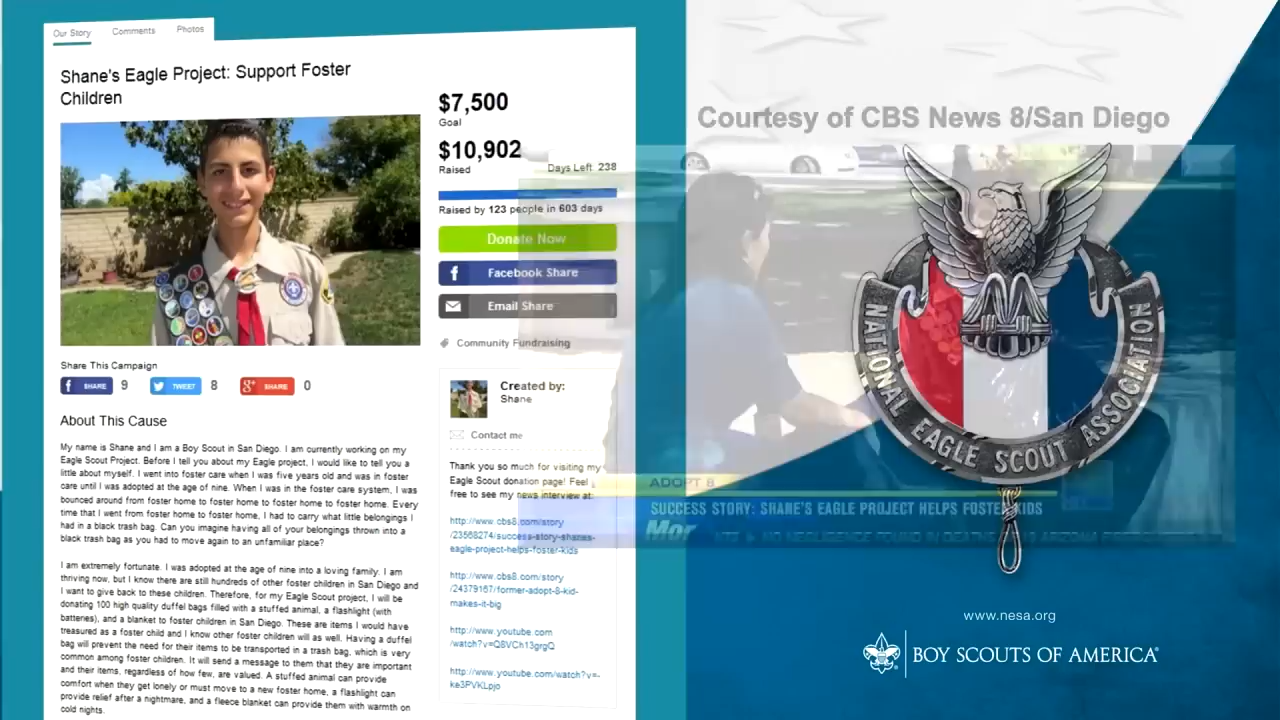 Our Story
Comments
Photos
Shane's Eagle Project: Support Foster
Children
$7,500
Goal
$10,902
Raised
Days Left 238
Raised by 123 people in 603 days
Donate Now
Facebook Share
Email Share
Community Fundraising
Share This Campaign
SHARE 9 TWEET 8 SHARE 0
About This Cause
My name is Shane and I am a Boy Scout in San Diego. I am currently working on my
Eagle Scout Project. Before I tell you about my Eagle project, I would like to tell you a
little about myself. I went into foster care when I was five years old and was in foster
care until I was adopted at the age of nine. When I was in the foster care system, I was
bounced around from foster home to foster home to foster home to foster home. Every
time that I went from foster home to foster home, I had to carry what little belongings I
had in a black trash bag. Can you imagine having all of your belongings thrown into a
black trash bag as you had to move again to an unfamiliar place?
I am extremely fortunate. I was adopted at the age of nine into a loving family. I am
thriving now, but I know there are still hundreds of other foster children in San Diego and
I want to give back to these children. Therefore, for my Eagle Scout project, I will be
donating 100 high quality duffel bags filled with a stuffed animal, a flashlight (with
batteries), and a blanket to foster children in San Diego. These are items I would have
treasured as a foster child and I know other foster children will as well. Having a duffel
bag will prevent the need for their items to be transported in a trash bag, which is very
common among foster children. It will send a message to them that they are important
and their items, regardless of how few, are valued. A stuffed animal can provide
comfort when they get lonely or must move to a new foster home, a flashlight can
provide relief after a nightmare, and a fleece blanket can provide them with warmth on
cold nights.
Created by:
Shane
Contact me
Thank you so much for visiting my
Eagle Scout donation page! Feel
free to see my news interview at:
http://www.cbs8.com/story
/23568274/success-story-shanes-
eagle-project-helps-foster-kids
http://www.cbs8.com/story
/24379167/former-adopt-8-kid-
makes-it-big
http://www.youtube.com
/watch?v=Q8VCh13grgQ
http://www.youtube.com/watch?v=-
ke3PVKLpjo
Courtesy of CBS News 8/San Diego
ADOPT 8
SUCCESS STORY: SHANE'S EAGLE PROJECT HELPS FOSTER KIDS
NATIONAL EAGLE SCOUT ASSOCIATION
www.nesa.org
BOY SCOUTS OF AMERICA®